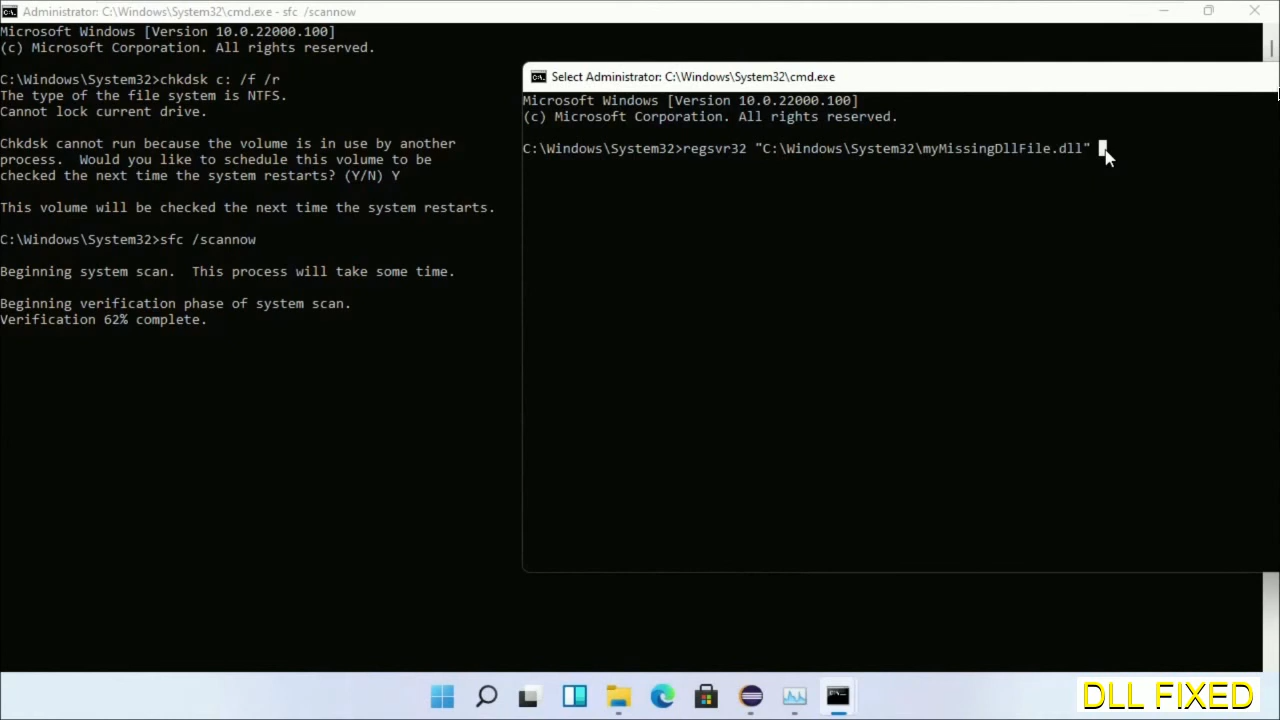 Administrator: C:\Windows\System32\cmd.exe - sfc /scannow
Microsoft Windows [Version 10.0.22000.100]
(c) Microsoft Corporation. All rights reserved.
C:\Windows\System32>chkdsk c: /f /r
The type of the file system is NTFS.
Cannot lock current drive.
Chkdsk cannot run because the volume is in use by another
process.  Would you like to schedule this volume to be
checked the next time the system restarts? (Y/N) Y
This volume will be checked the next time the system restarts.
C:\Windows\System32>sfc /scannow
Beginning system scan.  This process will take some time.
Beginning verification phase of system scan.
Verification 62% complete.
Select Administrator: C:\Windows\System32\cmd.exe
Microsoft Windows [Version 10.0.22000.100]
(c) Microsoft Corporation. All rights reserved.
C:\Windows\System32>regsvr32 "C:\Windows\System32\myMissingDllFile.dll"
DLL FIXED